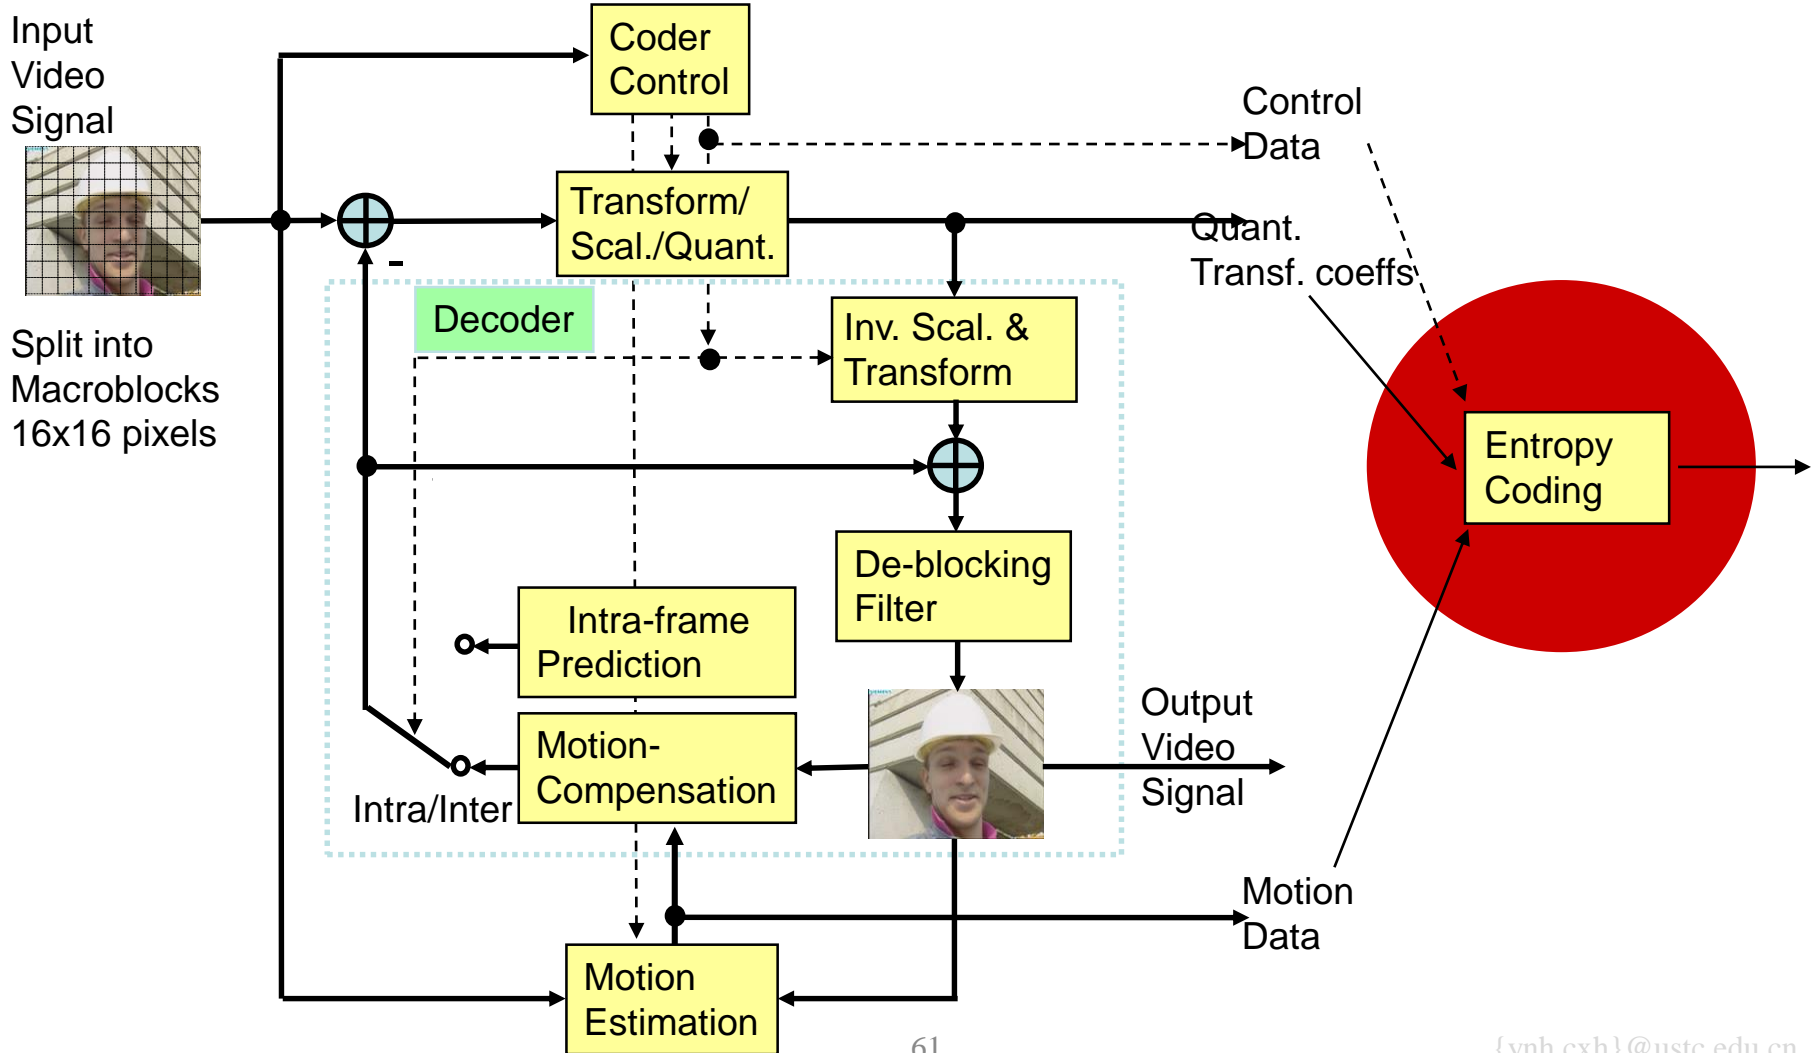 Input
Video
Signal
Split into
Macroblocks
16x16 pixels
Coder
Control
Transform/
Scal./Quant.
-
Decoder
Inv. Scal. &
Transform
De-blocking
Filter
Intra-frame
Prediction
Motion-
Compensation
Intra/Inter
Motion
Estimation
Control
Data
Quant.
Transf. coeffs
Output
Video
Signal
Motion
Data
Entropy
Coding
61